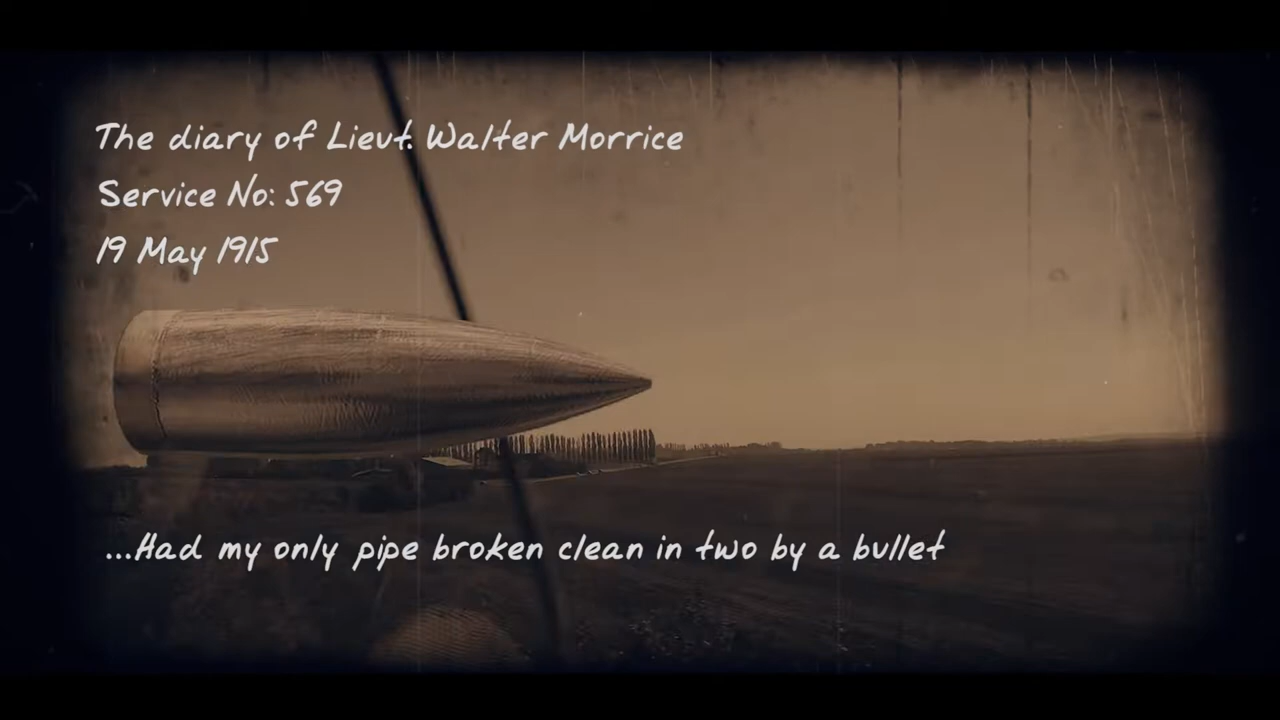 The diary of Lieut. Walter Morrice
Service No: 569
19 May 1915
...Had my only pipe broken clean in two by a bullet